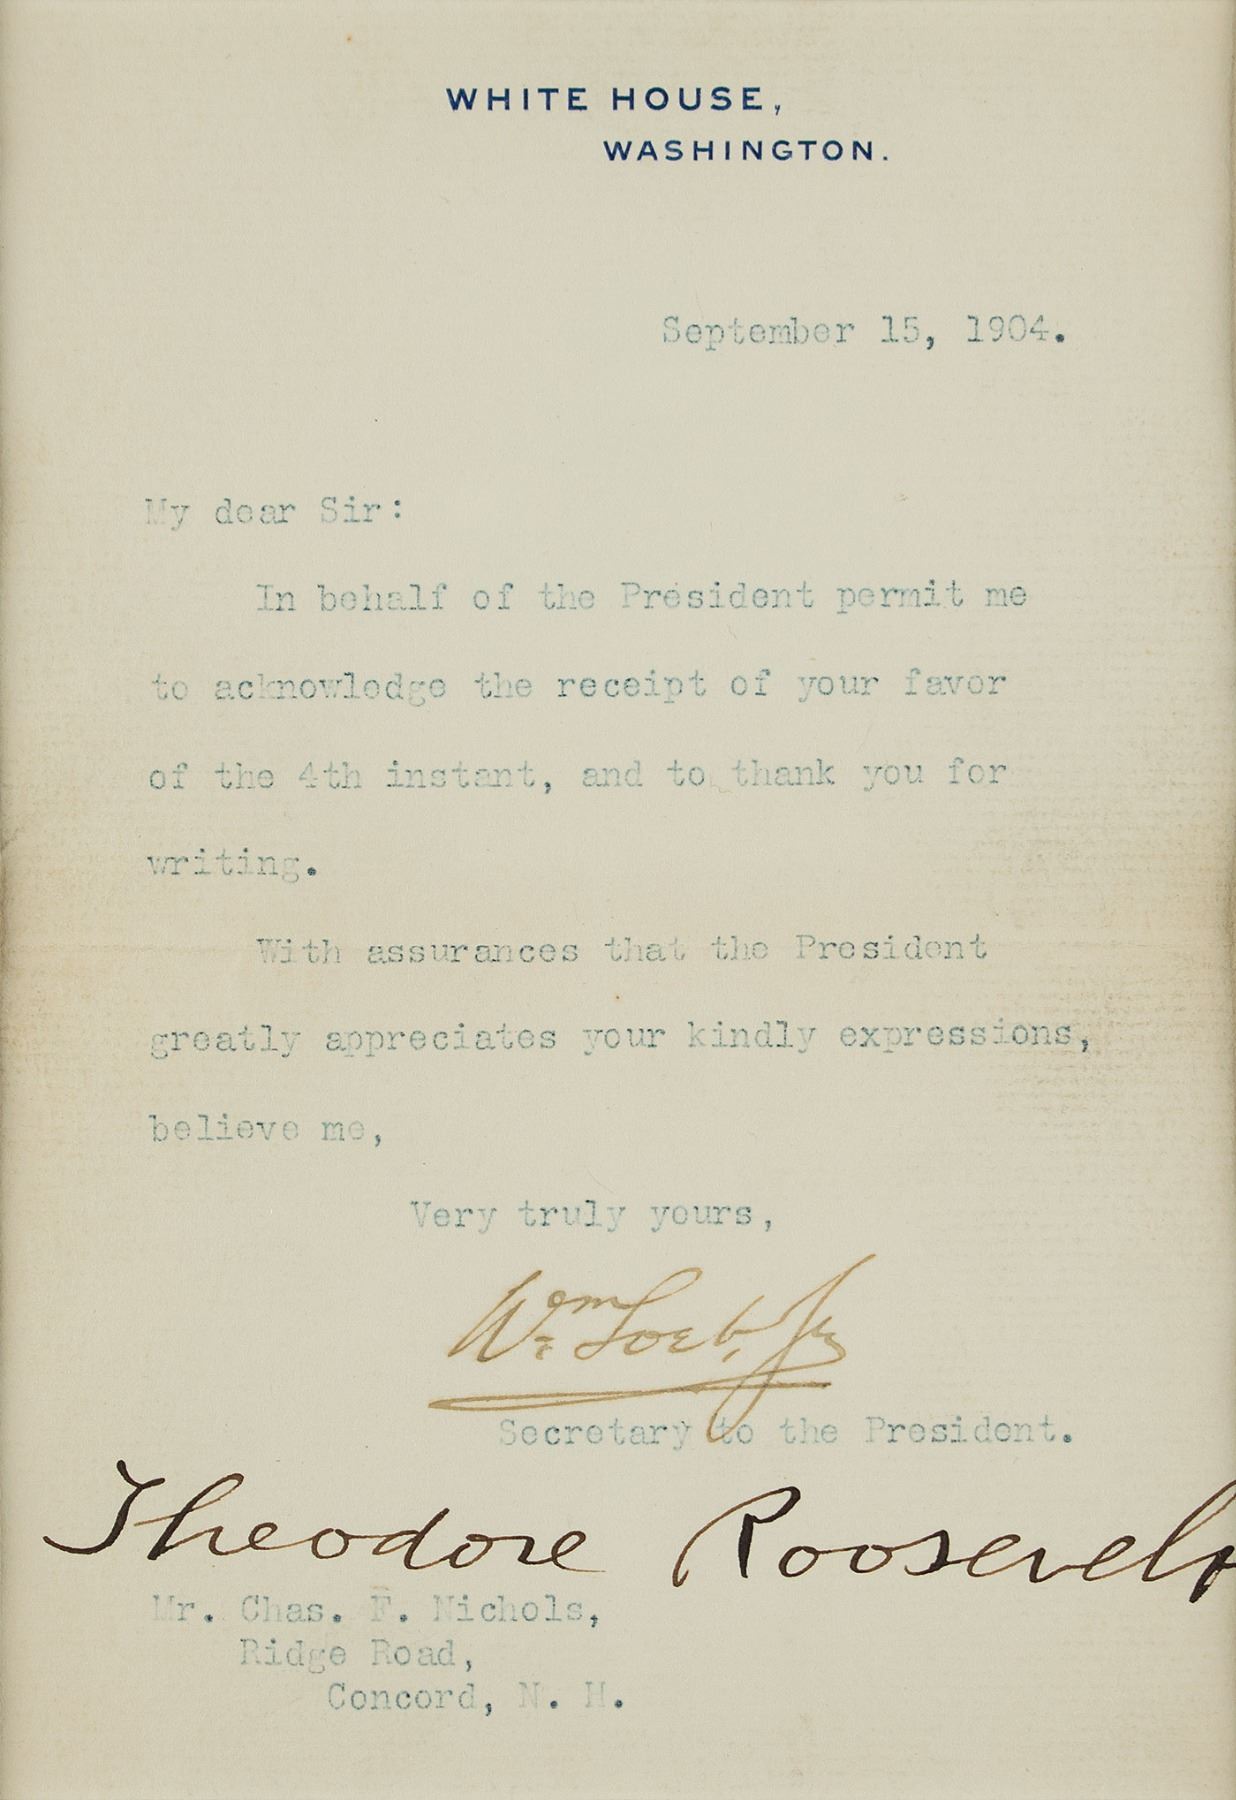 WHITE HOUSE,
WASHINGTON.
September 15, 1904.
My dear Sir:
In behalf of the President permit me
to acknowledge the receipt of your favor
of the 4th instant, and to thank you for
writing.
With assurances that the President
greatly appreciates your kindly expressions,
believe me,
Very truly yours,
Wm Loeb, Jr
Secretary to the President.
Theodore Roosevelt
Mr. Chas. F. Nichols,
Ridge Road,
Concord, N. H.